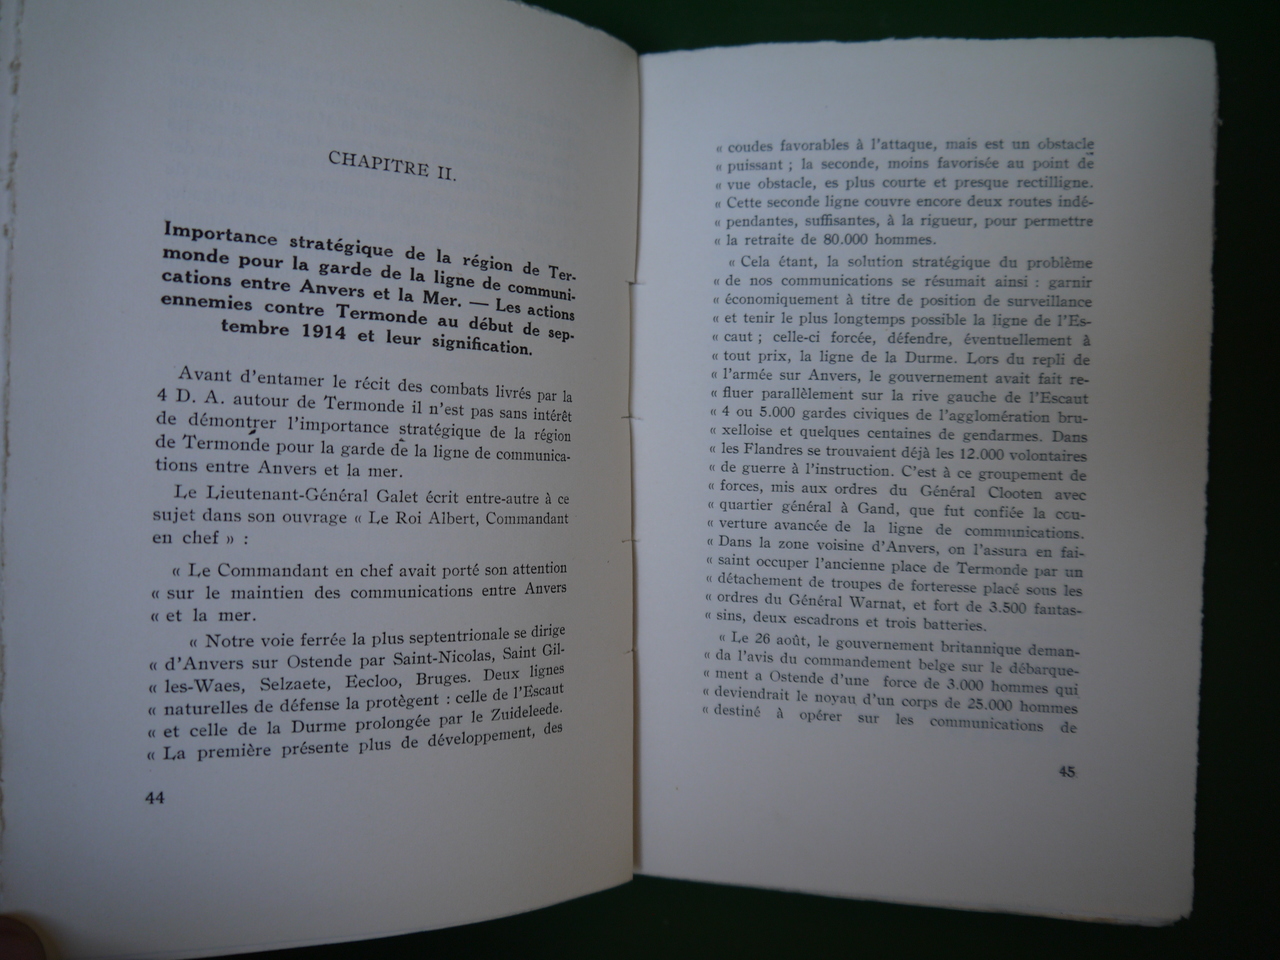 CHAPITRE II.
Importance stratégique de la région de Ter-
monde pour la garde de la ligne de communi-
cations entre Anvers et la Mer. — Les actions
ennemies contre Termonde au début de sep-
tembre 1914 et leur signification.
Avant d'entamer le récit des combats livrés par la
4 D. A. autour de Termonde il n'est pas sans intérêt
de démontrer l'importance stratégique de la région
de Termonde pour la garde de la ligne de communica-
tions entre Anvers et la mer.
Le Lieutenant-Général Galet écrit entre-autre à ce
sujet dans son ouvrage « Le Roi Albert, Commandant
en chef » :
« Le Commandant en chef avait porté son attention
« sur le maintien des communications entre Anvers
« et la mer.
« Notre voie ferrée la plus septentrionale se dirige
« d'Anvers sur Ostende par Saint-Nicolas, Saint Gil-
« les-Waes, Selzaete, Eecloo, Bruges. Deux lignes
« naturelles de défense la protègent : celle de l'Escaut
« et celle de la Durme prolongée par le Zuideleede.
« La première présente plus de développement, des
44
« coudes favorables à l'attaque, mais est un obstacle
« puissant ; la seconde, moins favorisée au point de
« vue obstacle, es plus courte et presque rectilligne.
« Cette seconde ligne couvre encore deux routes indé-
« pendantes, suffisantes, à la rigueur, pour permettre
« la retraite de 80.000 hommes.
« Cela étant, la solution stratégique du problème
« de nos communications se résumait ainsi : garnir
« économiquement à titre de position de surveillance
« et tenir le plus longtemps possible la ligne de l'Es-
« caut ; celle-ci forcée, défendre, éventuellement à
« tout prix, la ligne de la Durme. Lors du repli de
« l'armée sur Anvers, le gouvernement avait fait re-
« fluer parallèlement sur la rive gauche de l'Escaut
« 4 ou 5.000 gardes civiques de l'agglomération bru-
« xelloise et quelques centaines de gendarmes. Dans
« les Flandres se trouvaient déjà les 12.000 volontaires
« de guerre à l'instruction. C'est à ce groupement de
« forces, mis aux ordres du Général Clooten avec
« quartier général à Gand, que fut confiée la cou-
« verture avancée de la ligne de communications.
« Dans la zone voisine d'Anvers, on l'assura en fai-
« saint occuper l'ancienne place de Termonde par un
« détachement de troupes de forteresse placé sous les
« ordres du Général Warnat, et fort de 3.500 fantas-
« sins, deux escadrons et trois batteries.
« Le 26 août, le gouvernement britannique deman-
« da l'avis du commandement belge sur le débarque-
« ment a Ostende d'une force de 3.000 hommes qui
« deviendrait le noyau d'un corps de 25.000 hommes
« destiné à opérer sur les communications de
45